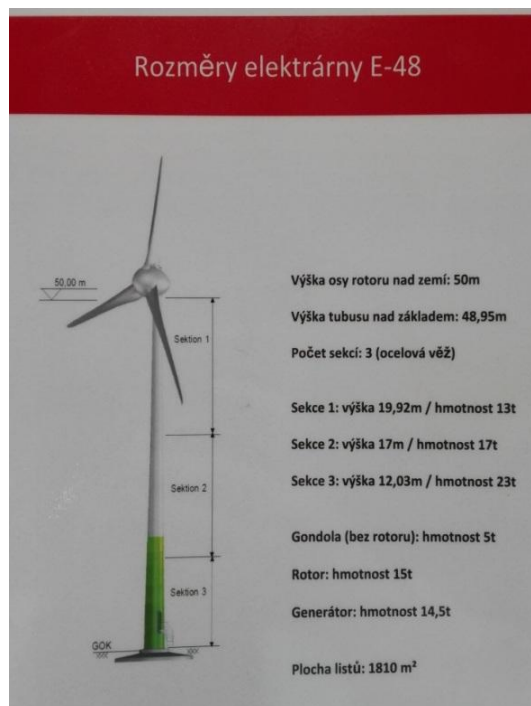 Rozměry elektrárny E-48
50,00 m
Sektion 1
Sektion 2
Sektion 3
GOK
Výška osy rotoru nad zemí: 50m
Výška tubusu nad základem: 48,95m
Počet sekcí: 3 (ocelová věž)
Sekce 1: výška 19,92m / hmotnost 13t
Sekce 2: výška 17m / hmotnost 17t
Sekce 3: výška 12,03m / hmotnost 23t
Gondola (bez rotoru): hmotnost 5t
Rotor: hmotnost 15t
Generátor: hmotnost 14,5t
Plocha listů: 1810 m²